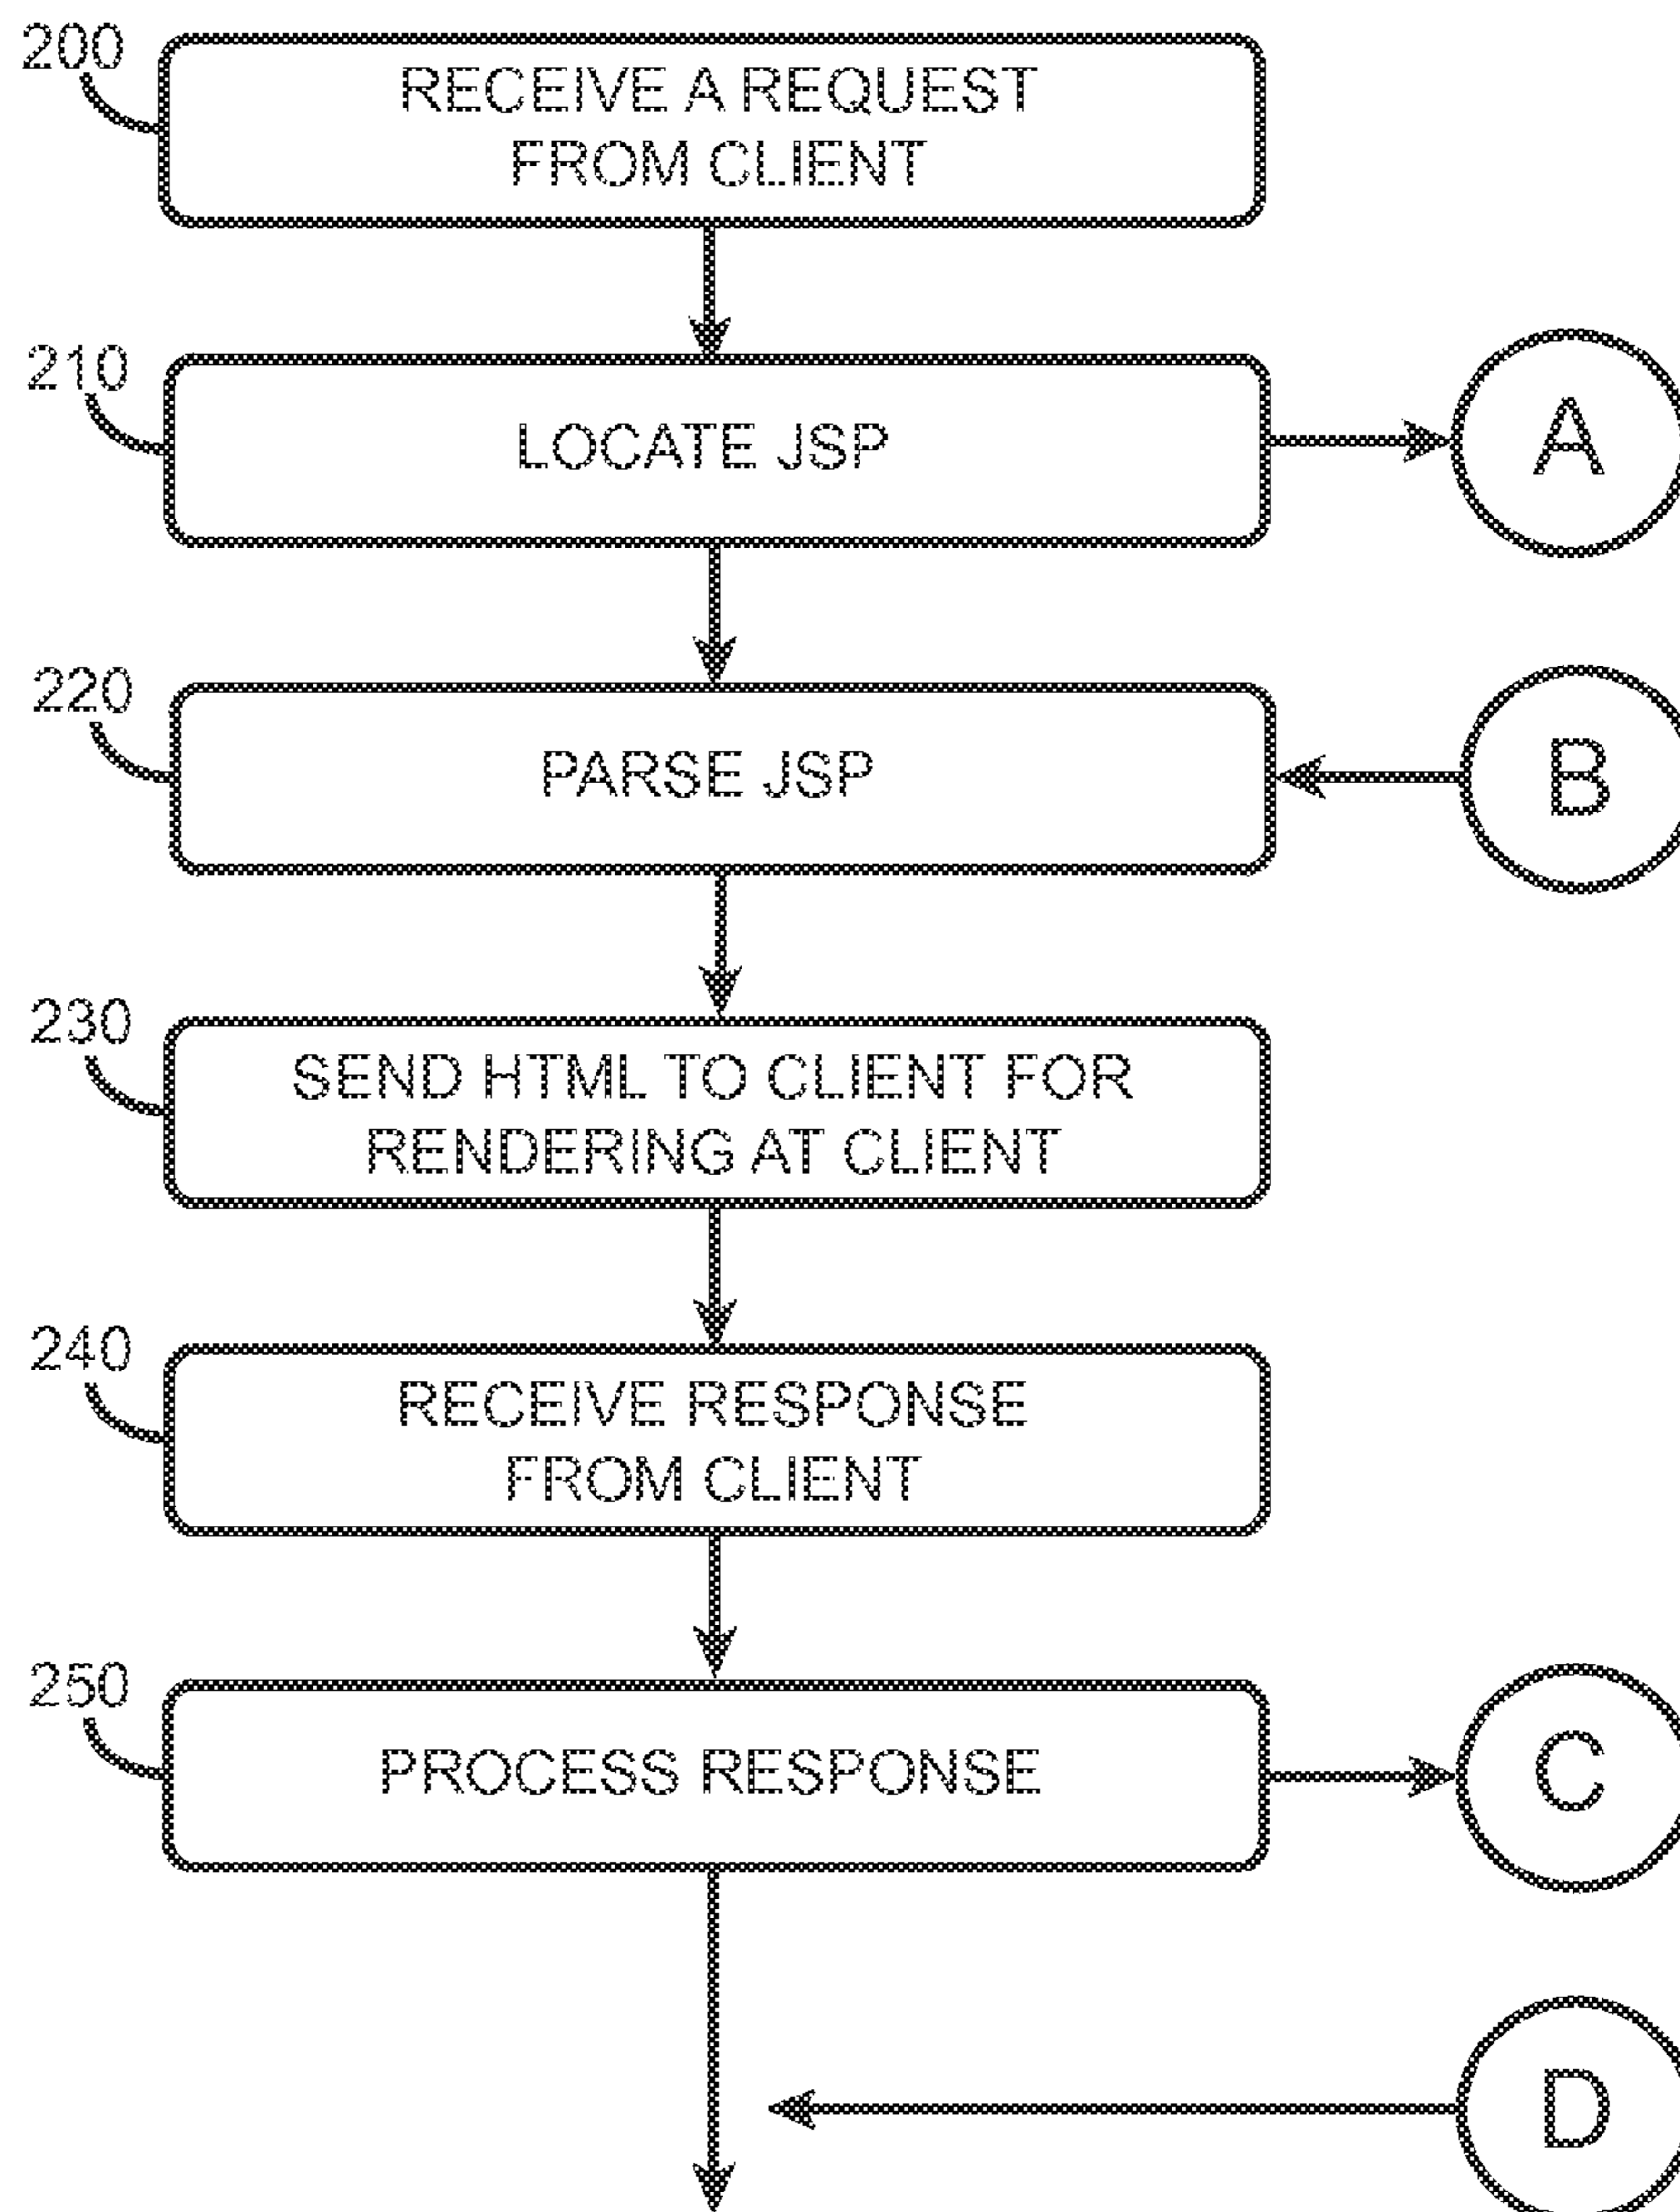 200
RECEIVE A REQUEST
FROM CLIENT
210
LOCATE JSP
A
220
PARSE JSP
B
230
SEND HTML TO CLIENT FOR
RENDERING AT CLIENT
240
RECEIVE RESPONSE
FROM CLIENT
250
PROCESS RESPONSE
C
D